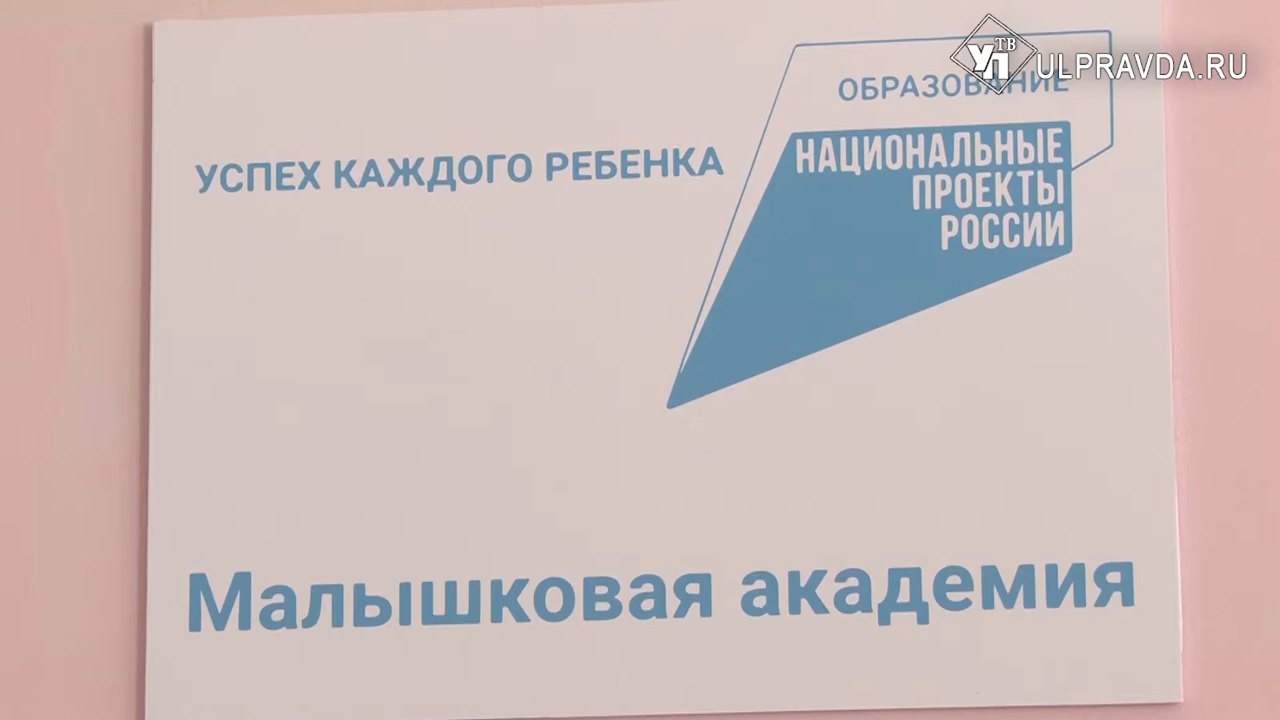 ТВ
УП
ULPRAVDA.RU
ОБРАЗОВАНИЕ
УСПЕХ КАЖДОГО РЕБЕНКА
НАЦИОНАЛЬНЫЕ
ПРОЕКТЫ
РОССИИ
Малышковая академия